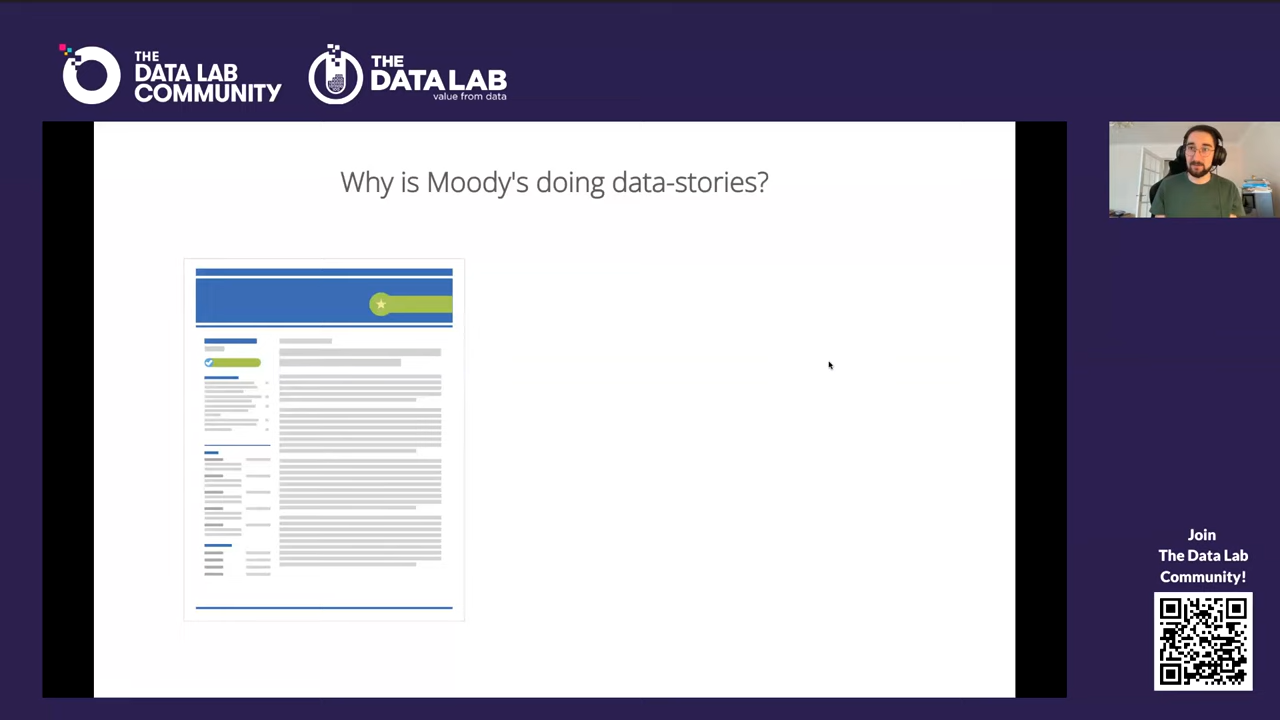 THE
DATA LAB
COMMUNITY
THE
DATA LAB
value from data
Why is Moody's doing data-stories?
Join
The Data Lab
Community!